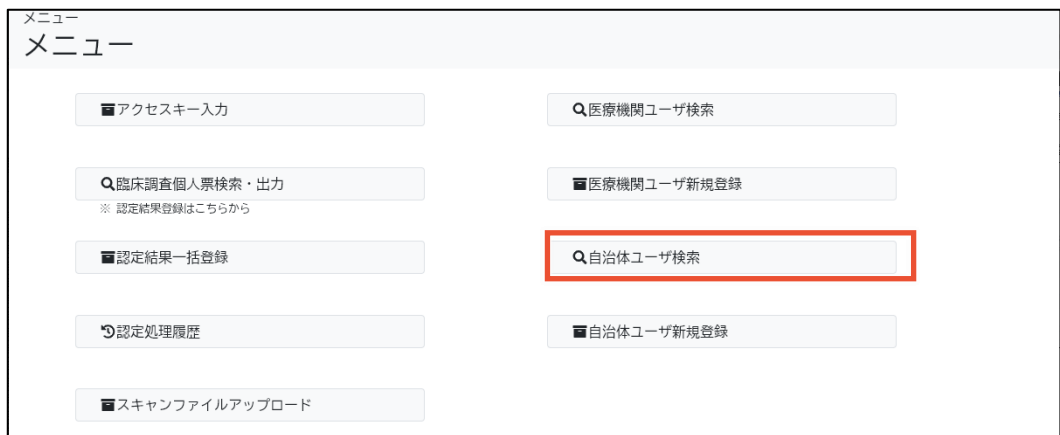 メニュー
メニュー
アクセスキー入力
医療機関ユーザ検索
臨床調査個人票検索・出力
医療機関ユーザ新規登録
※ 認定結果登録はこちらから
認定結果一括登録
自治体ユーザ検索
認定処理履歴
自治体ユーザ新規登録
スキャンファイルアップロード